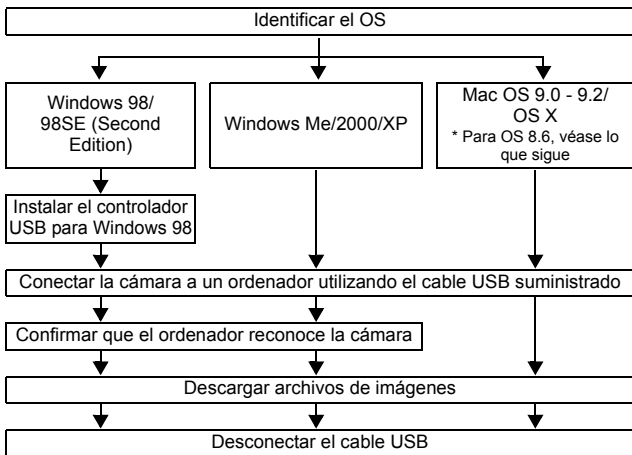 Identificar el OS
Windows 98/
98SE (Second
Edition)
Windows Me/2000/XP
Mac OS 9.0 - 9.2/
OS X
* Para OS 8.6, véase lo
que sigue
Instalar el controlador
USB para Windows 98
Conectar la cámara a un ordenador utilizando el cable USB suministrado
Confirmar que el ordenador reconoce la cámara
Descargar archivos de imágenes
Desconectar el cable USB